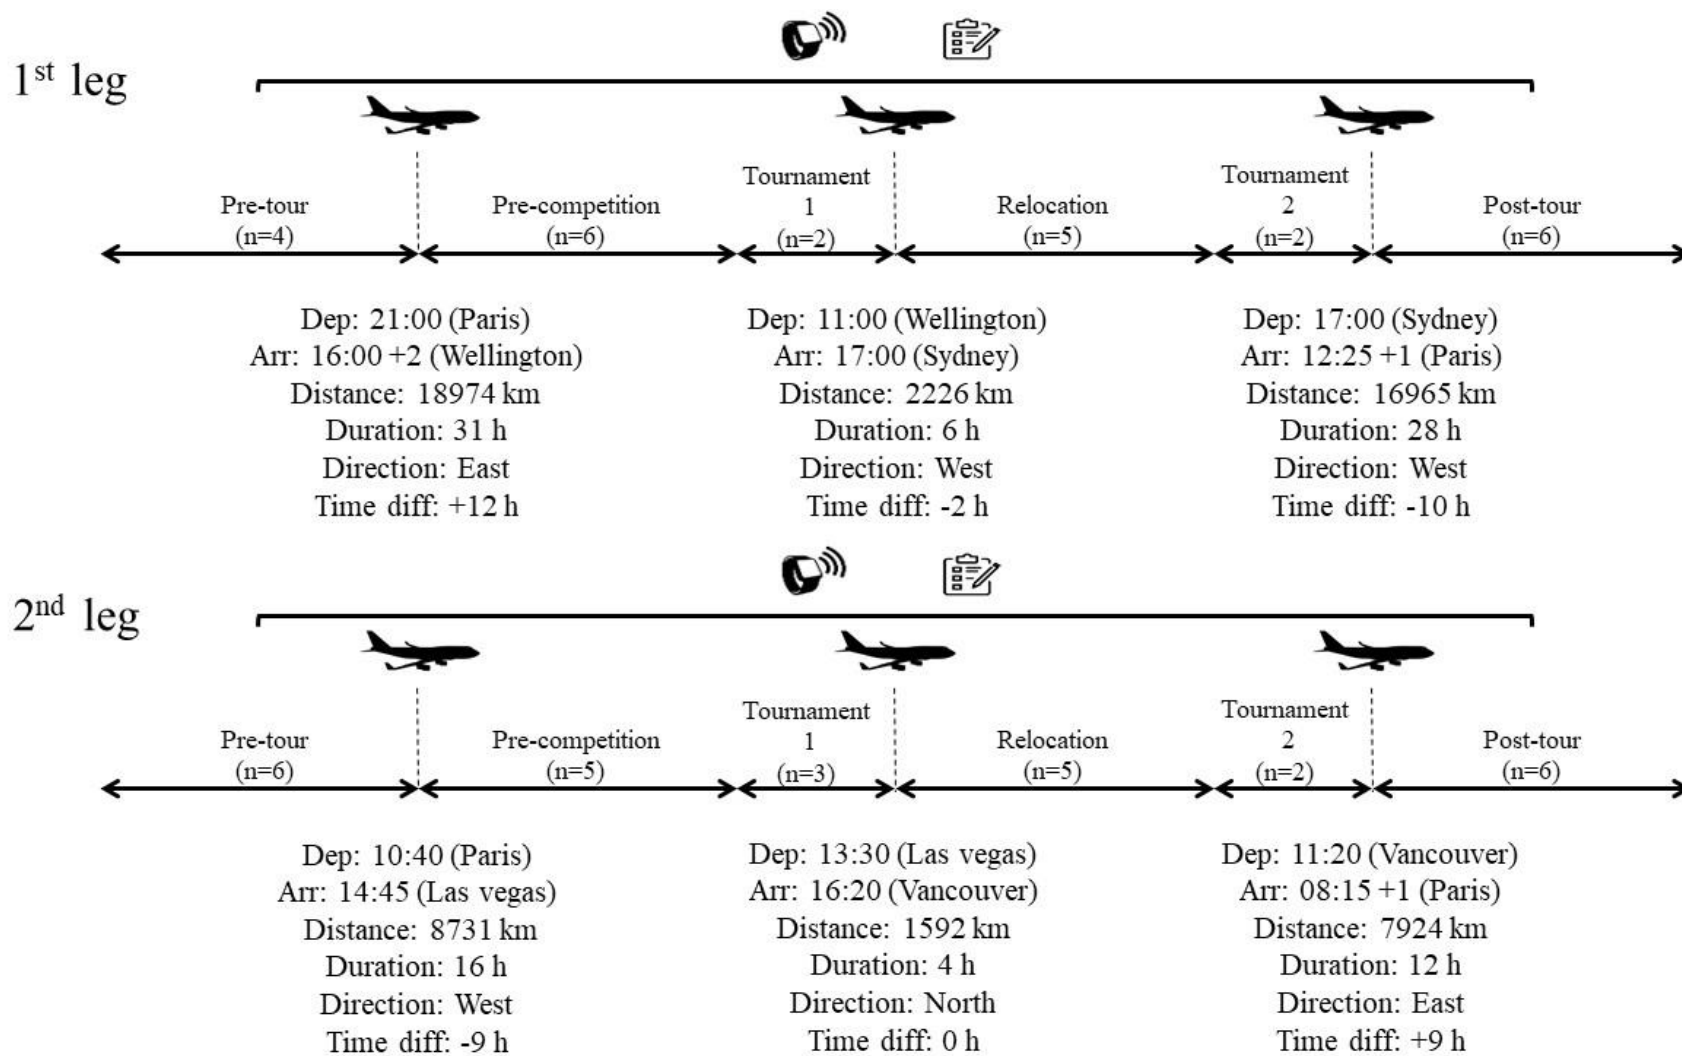 1st leg
Pre-tour
(n=4)
Pre-competition
(n=6)
Tournament
1
(n=2)
Relocation
(n=5)
Tournament
2
(n=2)
Post-tour
(n=6)
Dep: 21:00 (Paris)
Arr: 16:00 +2 (Wellington)
Distance: 18974 km
Duration: 31 h
Direction: East
Time diff: +12 h
Dep: 11:00 (Wellington)
Arr: 17:00 (Sydney)
Distance: 2226 km
Duration: 6 h
Direction: West
Time diff: -2 h
Dep: 17:00 (Sydney)
Arr: 12:25 +1 (Paris)
Distance: 16965 km
Duration: 28 h
Direction: West
Time diff: -10 h
2nd leg
Pre-tour
(n=6)
Pre-competition
(n=5)
Tournament
1
(n=3)
Relocation
(n=5)
Tournament
2
(n=2)
Post-tour
(n=6)
Dep: 10:40 (Paris)
Arr: 14:45 (Las vegas)
Distance: 8731 km
Duration: 16 h
Direction: West
Time diff: -9 h
Dep: 13:30 (Las vegas)
Arr: 16:20 (Vancouver)
Distance: 1592 km
Duration: 4 h
Direction: North
Time diff: 0 h
Dep: 11:20 (Vancouver)
Arr: 08:15 +1 (Paris)
Distance: 7924 km
Duration: 12 h
Direction: East
Time diff: +9 h